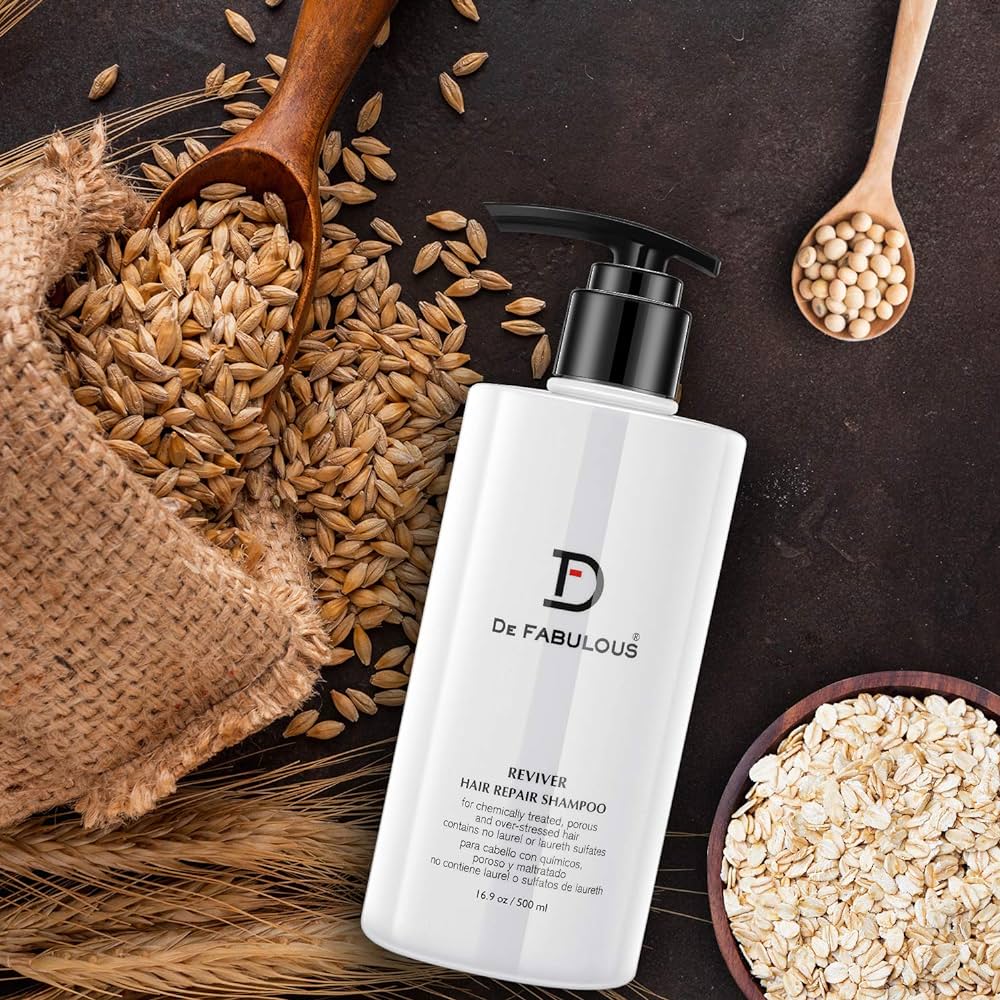 DF
DE FABULOUS®
REVIVER
HAIR REPAIR SHAMPOO
for chemically treated, porous
and over-stressed hair
contains no laurel or laureth sulfates
para cabello con químicos,
poroso y maltratado
no contiene laurel o sulfatos de laureth
16.9 oz / 500 ml